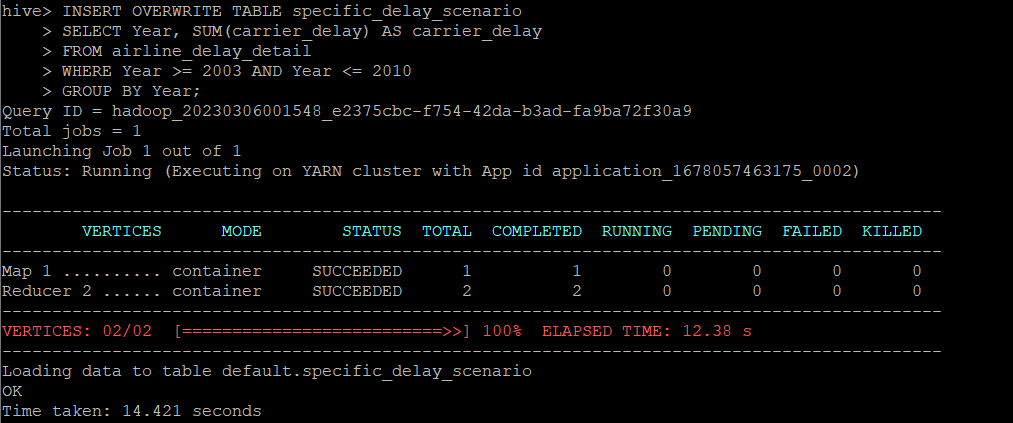 hive> INSERT OVERWRITE TABLE specific_delay_scenario
    > SELECT Year, SUM(carrier_delay) AS carrier_delay
    > FROM airline_delay_detail
    > WHERE Year >= 2003 AND Year <= 2010
    > GROUP BY Year;
Query ID = hadoop_20230306001548_e2375cbc-f754-42da-b3ad-fa9ba72f30a9
Total jobs = 1
Launching Job 1 out of 1
Status: Running (Executing on YARN cluster with App id application_1678057463175_0002)

----------------------------------------------------------------------------------------------
        VERTICES      MODE        STATUS  TOTAL  COMPLETED  RUNNING  PENDING  FAILED  KILLED
----------------------------------------------------------------------------------------------
Map 1 .......... container     SUCCEEDED      1          1        0        0       0       0
Reducer 2 ...... container     SUCCEEDED      2          2        0        0       0       0
----------------------------------------------------------------------------------------------
VERTICES: 02/02  [==========================>>] 100%  ELAPSED TIME: 12.38 s
----------------------------------------------------------------------------------------------
Loading data to table default.specific_delay_scenario
OK
Time taken: 14.421 seconds